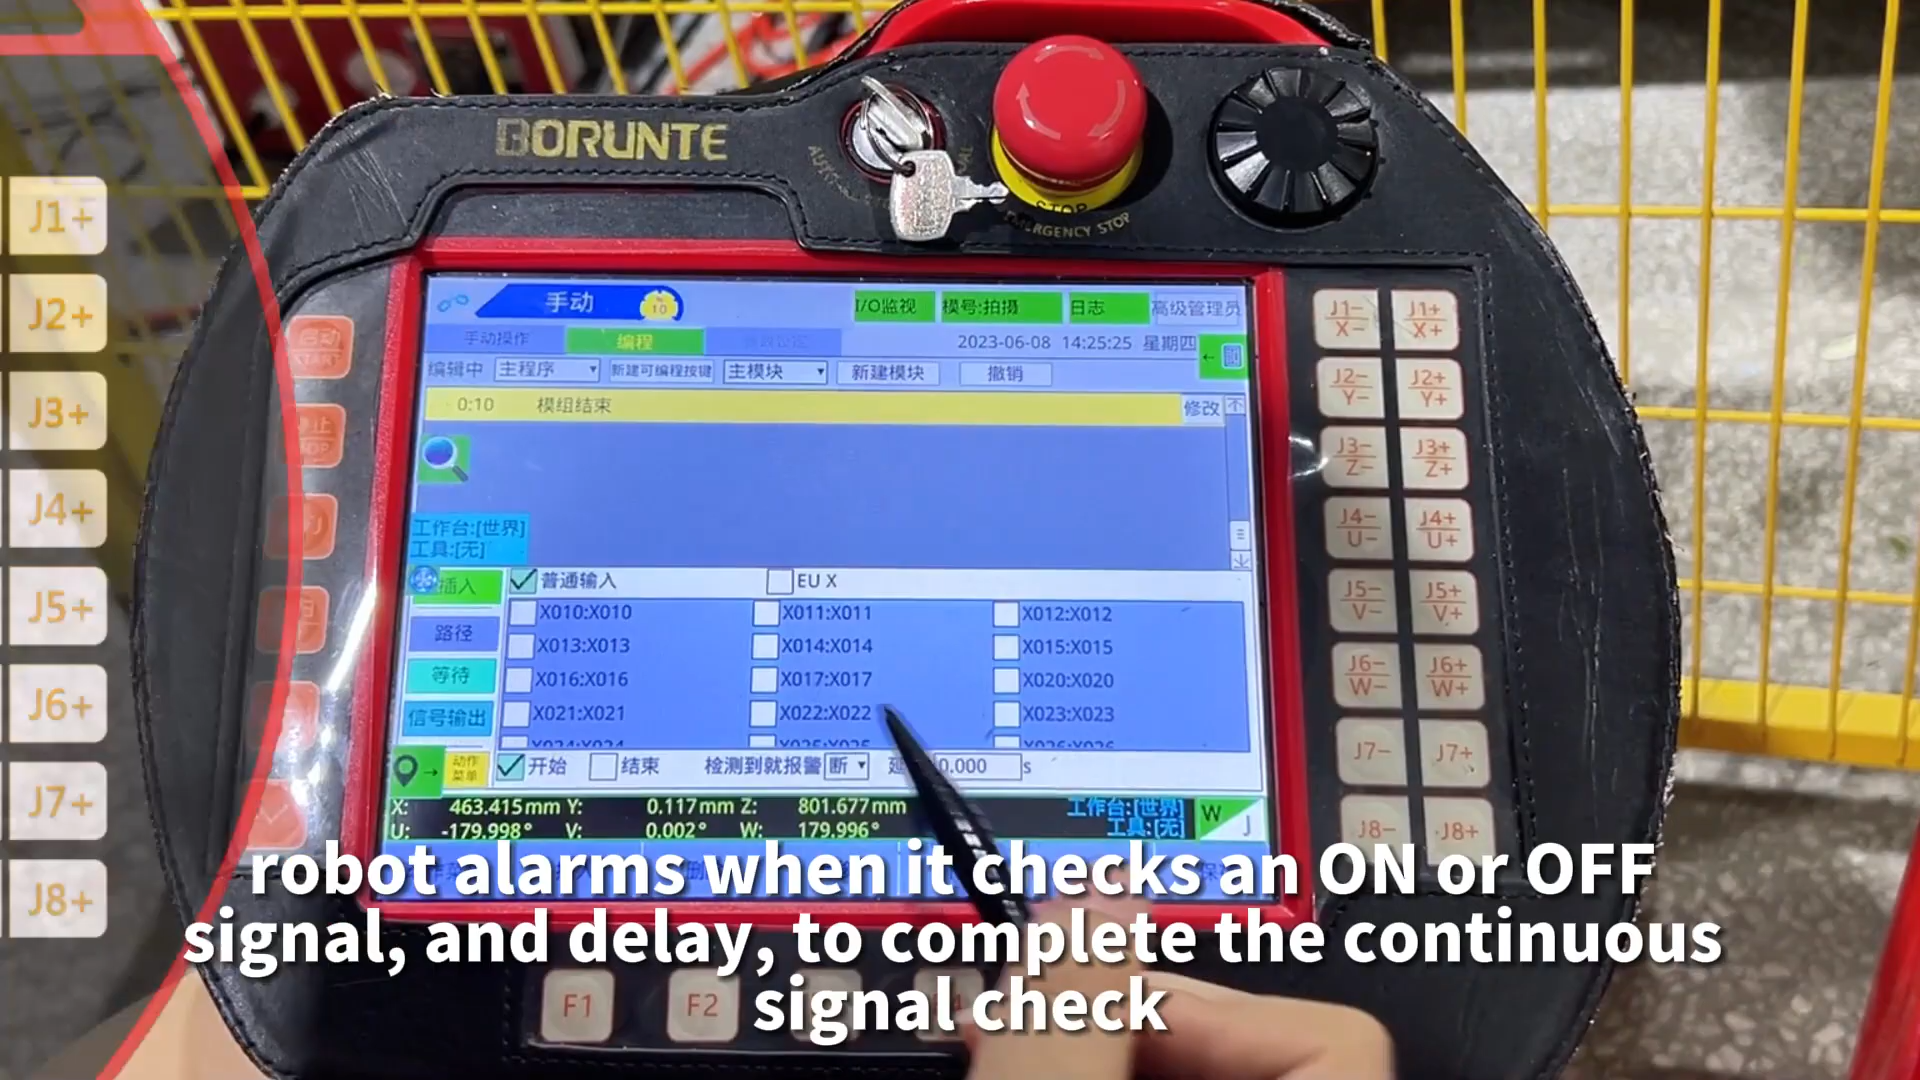 BORUNTE
STOP
EMERGENCY STOP
手动
10
I/O监视
模号:拍摄
日志
高级管理员
手动操作
编程
2023-06-08 14:25:25 星期四
编辑中
主程序
新建可编程按键
主模块
新建模块
撤销
0:10
模组结束
修改
工作台:[世界]
工具:[无]
插入
普通输入
EU X
路径
等待
信号输出
X010:X010
X011:X011
X012:X012
X013:X013
X014:X014
X015:X015
X016:X016
X017:X017
X020:X020
X021:X021
X022:X022
X023:X023
动作
菜单
开始
结束
检测到就报警
断
0.000
s
X: 463.415mm Y: 0.117mm Z: 801.677mm
U: -179.998° V: 0.002° W: 179.996°
工作台:[世界]
工具:[无]
W
J
J1+
J2+
J3+
J4+
J5+
J6+
J7+
J8+
J1- X-
J1+ X+
J2- Y-
J2+ Y+
J3- Z-
J3+ Z+
J4- U-
J4+ U+
J5- V-
J5+ V+
J6- W-
J6+ W+
J7-
J7+
J8-
J8+
F1
F2
robot alarms when it checks an ON or OFF
signal, and delay, to complete the continuous
signal check